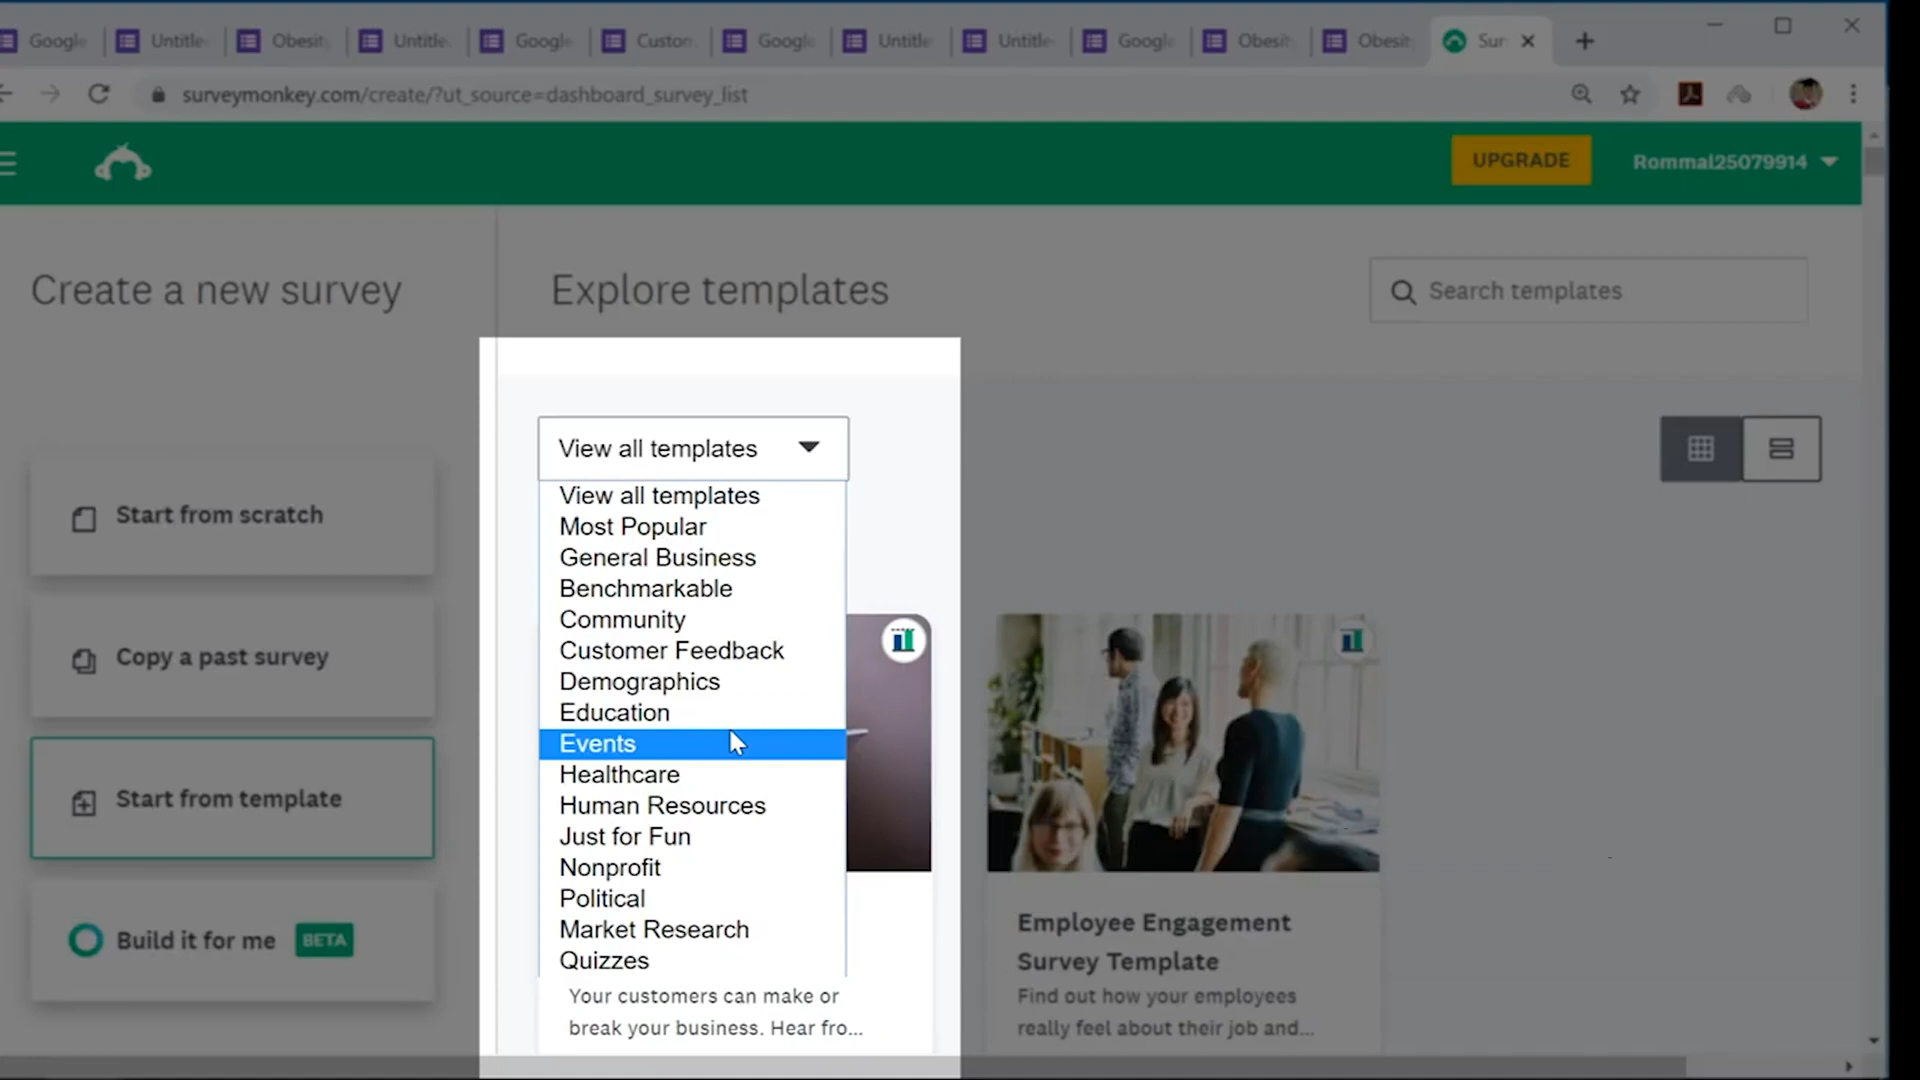 Google
Untitle
Obesit
Untitle
Google
Custon
Google
Untitle
Untitle
Google
Obesit
Obesit
Sur
surveymonkey.com/create/?ut_source=dashboard_survey_list
UPGRADE
Rommal25079914
Create a new survey
Explore templates
Search templates
View all templates
View all templates
Most Popular
General Business
Benchmarkable
Community
Customer Feedback
Demographics
Education
Events
Healthcare
Human Resources
Just for Fun
Nonprofit
Political
Market Research
Quizzes
Start from scratch
Copy a past survey
Start from template
Build it for me BETA
Your customers can make or
break your business. Hear fro...
Employee Engagement
Survey Template
Find out how your employees
really feel about their job and...